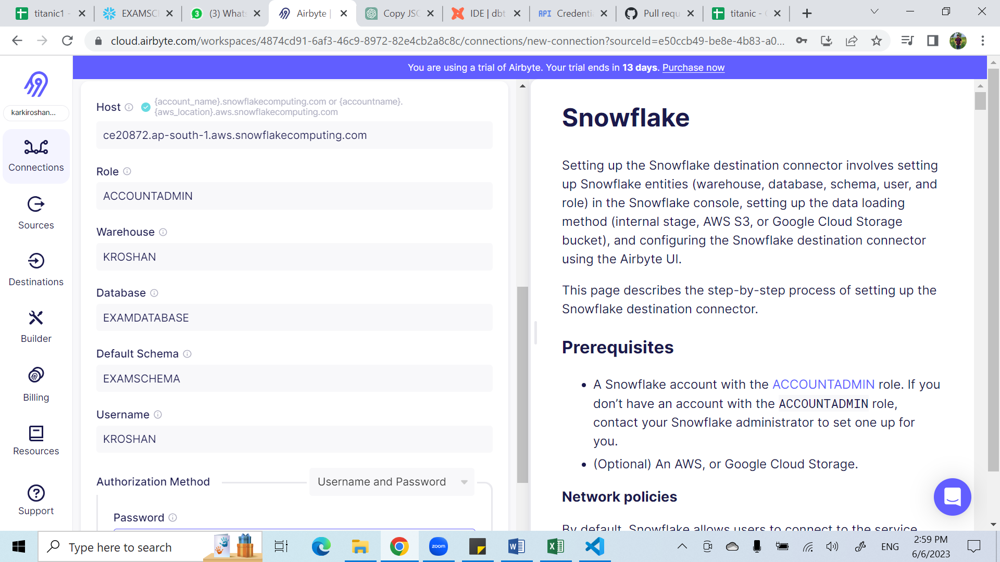 titanic1 -
EXAMSC
(3) What
Airbyte |
Copy JSC
IDE | dbt
API Credenti
Pull requ
titanic -
cloud.airbyte.com/workspaces/4874cd91-6af3-46c9-8972-82e4cb2a8c8c/connections/new-connection?sourceId=e50ccb49-be8e-4b83-a0...
You are using a trial of Airbyte. Your trial ends in 13 days. Purchase now
karkiroshan...
Connections
Sources
Destinations
Builder
Billing
Resources
Support
Host
{account_name}.snowflakecomputing.com or {accountname}.
{aws_location}.aws.snowflakecomputing.com
ce20872.ap-south-1.aws.snowflakecomputing.com
Role
ACCOUNTADMIN
Warehouse
KROSHAN
Database
EXAMDATABASE
Default Schema
EXAMSCHEMA
Username
KROSHAN
Authorization Method
Username and Password
Password
Snowflake
Setting up the Snowflake destination connector involves setting
up Snowflake entities (warehouse, database, schema, user, and
role) in the Snowflake console, setting up the data loading
method (internal stage, AWS S3, or Google Cloud Storage
bucket), and configuring the Snowflake destination connector
using the Airbyte UI.
This page describes the step-by-step process of setting up the
Snowflake destination connector.
Prerequisites
• A Snowflake account with the ACCOUNTADMIN role. If you
don’t have an account with the ACCOUNTADMIN role,
contact your Snowflake administrator to set one up for
you.
• (Optional) An AWS, or Google Cloud Storage.
Network policies
By default, Snowflake allows users to connect to the service
Type here to search
zoom
ENG
2:59 PM
6/6/2023